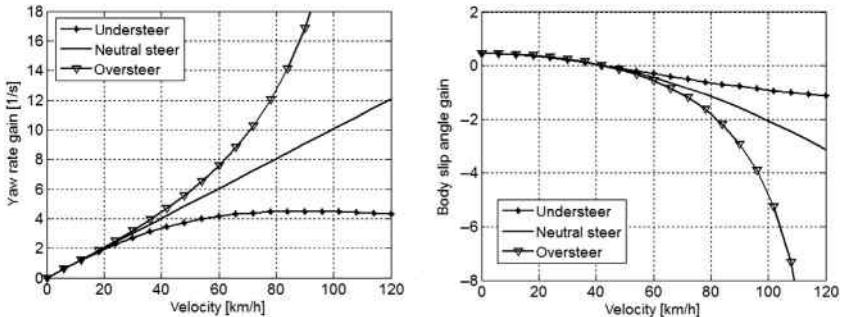 18
16
14
12
10
8
6
4
2
0
Yaw rate gain [1/s]
Understeer
Neutral steer
Oversteer
0 20 40 60 80 100 120
Velocity [km/h]
2
0
−2
−4
−6
−8
Body slip angle gain
Understeer
Neutral steer
Oversteer
0 20 40 60 80 100 120
Velocity [km/h]